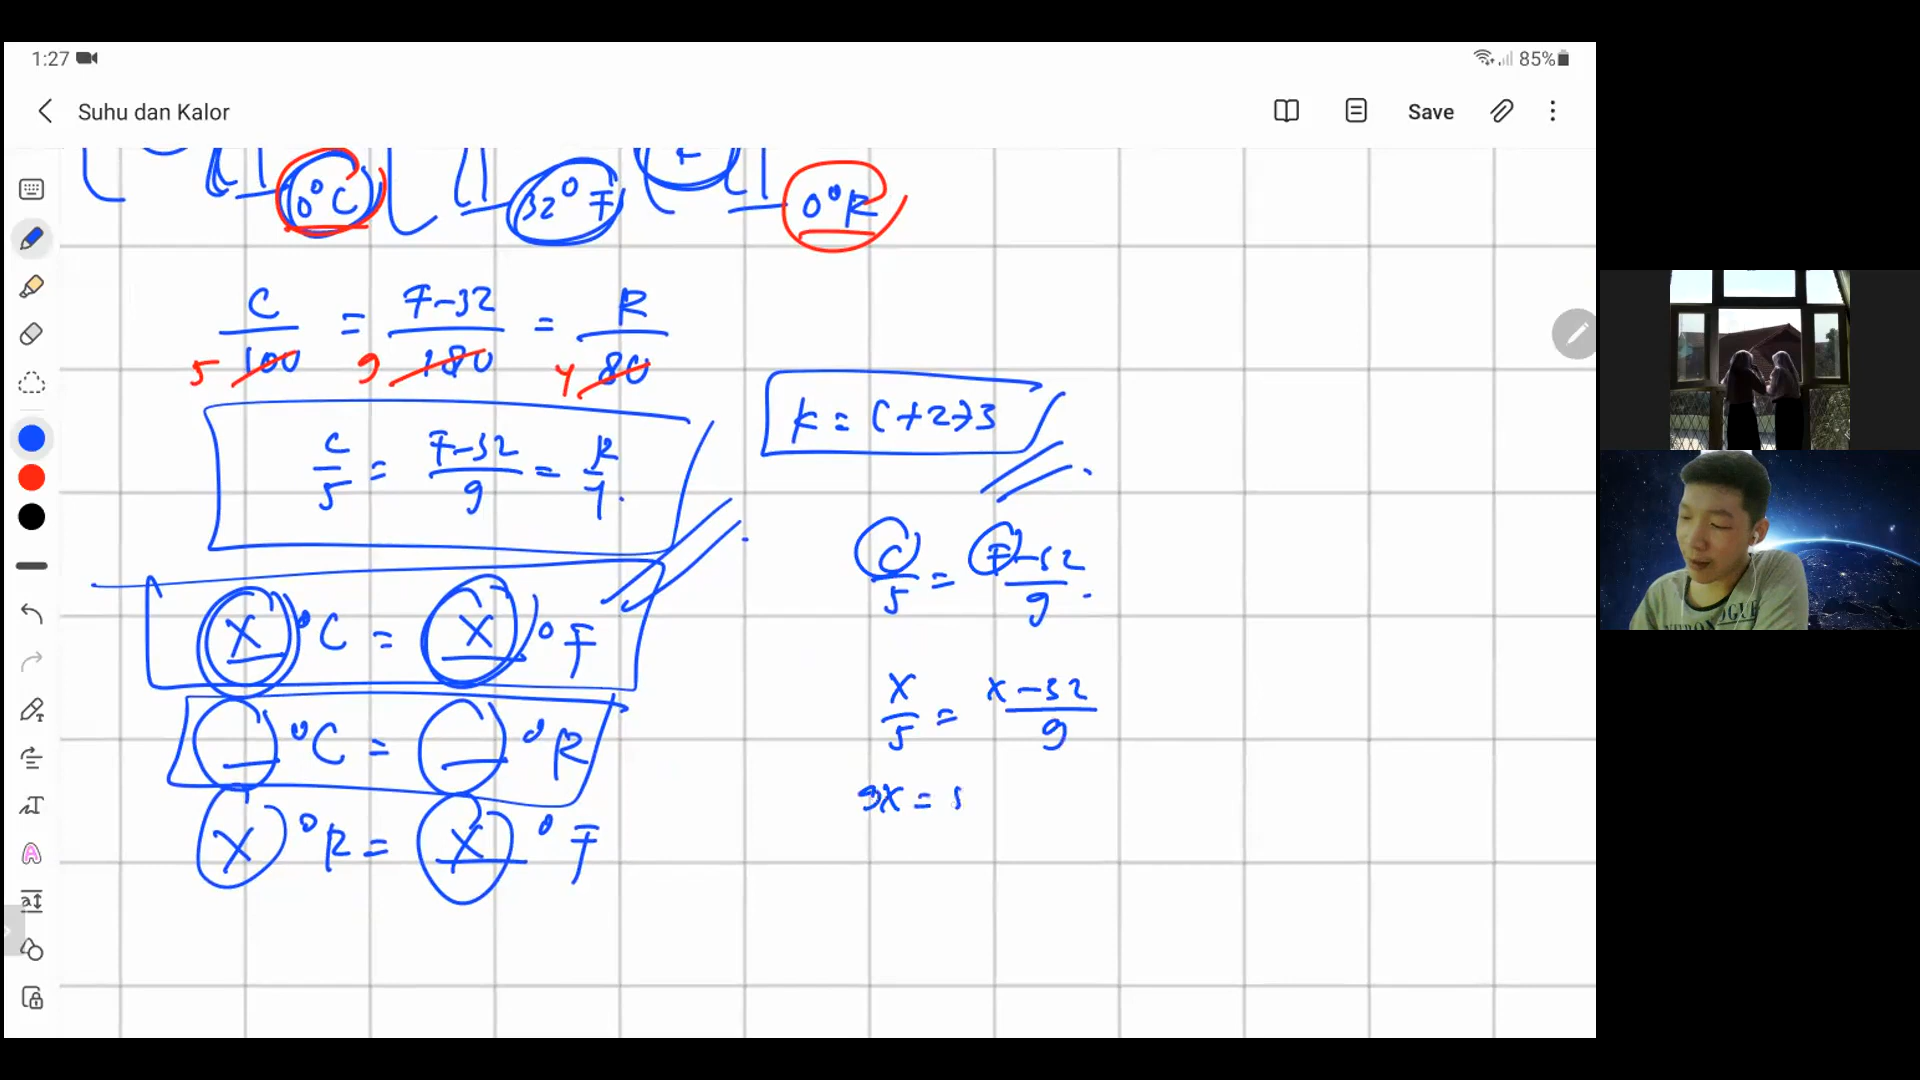 1:27 85%
Suhu dan Kalor
Save
0°C 32°F 0°R
C/100 = F-32/180 = R/80
5 9 4
C/5 = F-32/9 = R/4.
K = C+273
C/5 = F-32/9.
X °C = X °F
X/5 = X-32/9
_ °C = _ °R
9X =
X °R = X °F